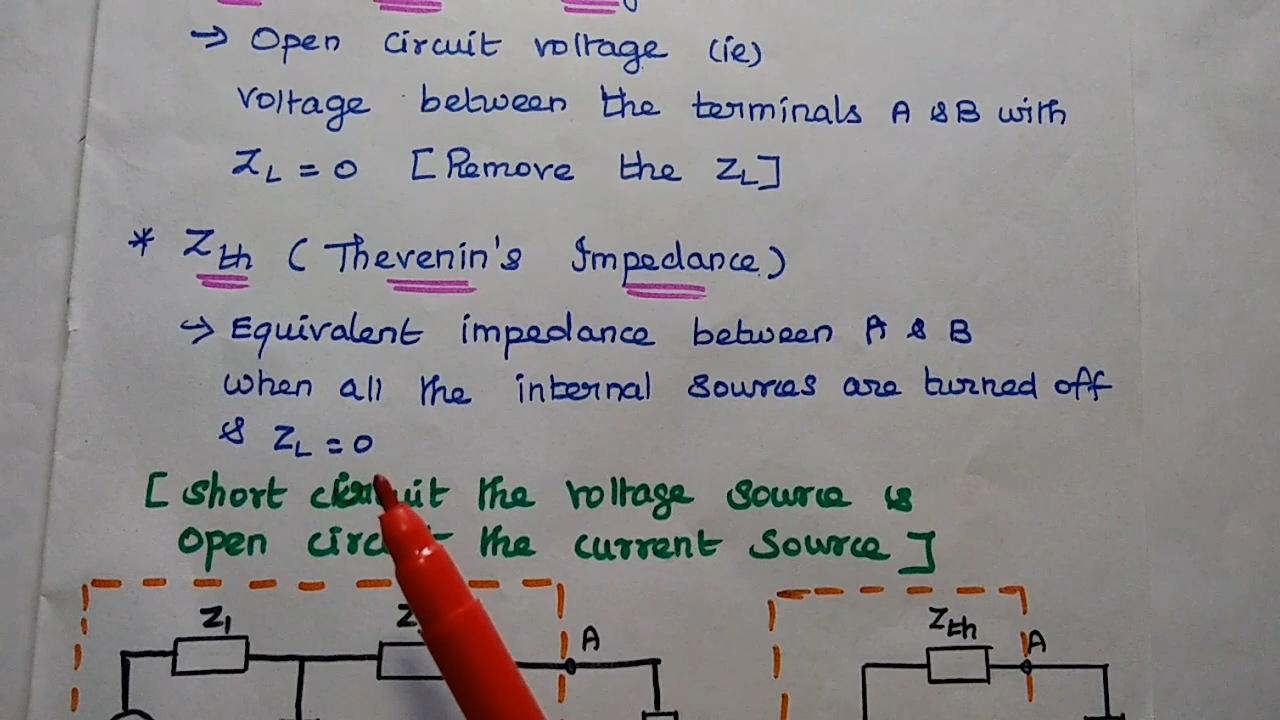 → Open circuit voltage (ie)
voltage between the terminals A & B with
ZL = 0 [Remove the ZL]
* Zth (Thevenin's Impedance)
↪ Equivalent impedance between A & B
when all the internal sources are turned off
& ZL = 0
[Short circuit the voltage source &
open circuit the current source]
Z1
A
Zth
A